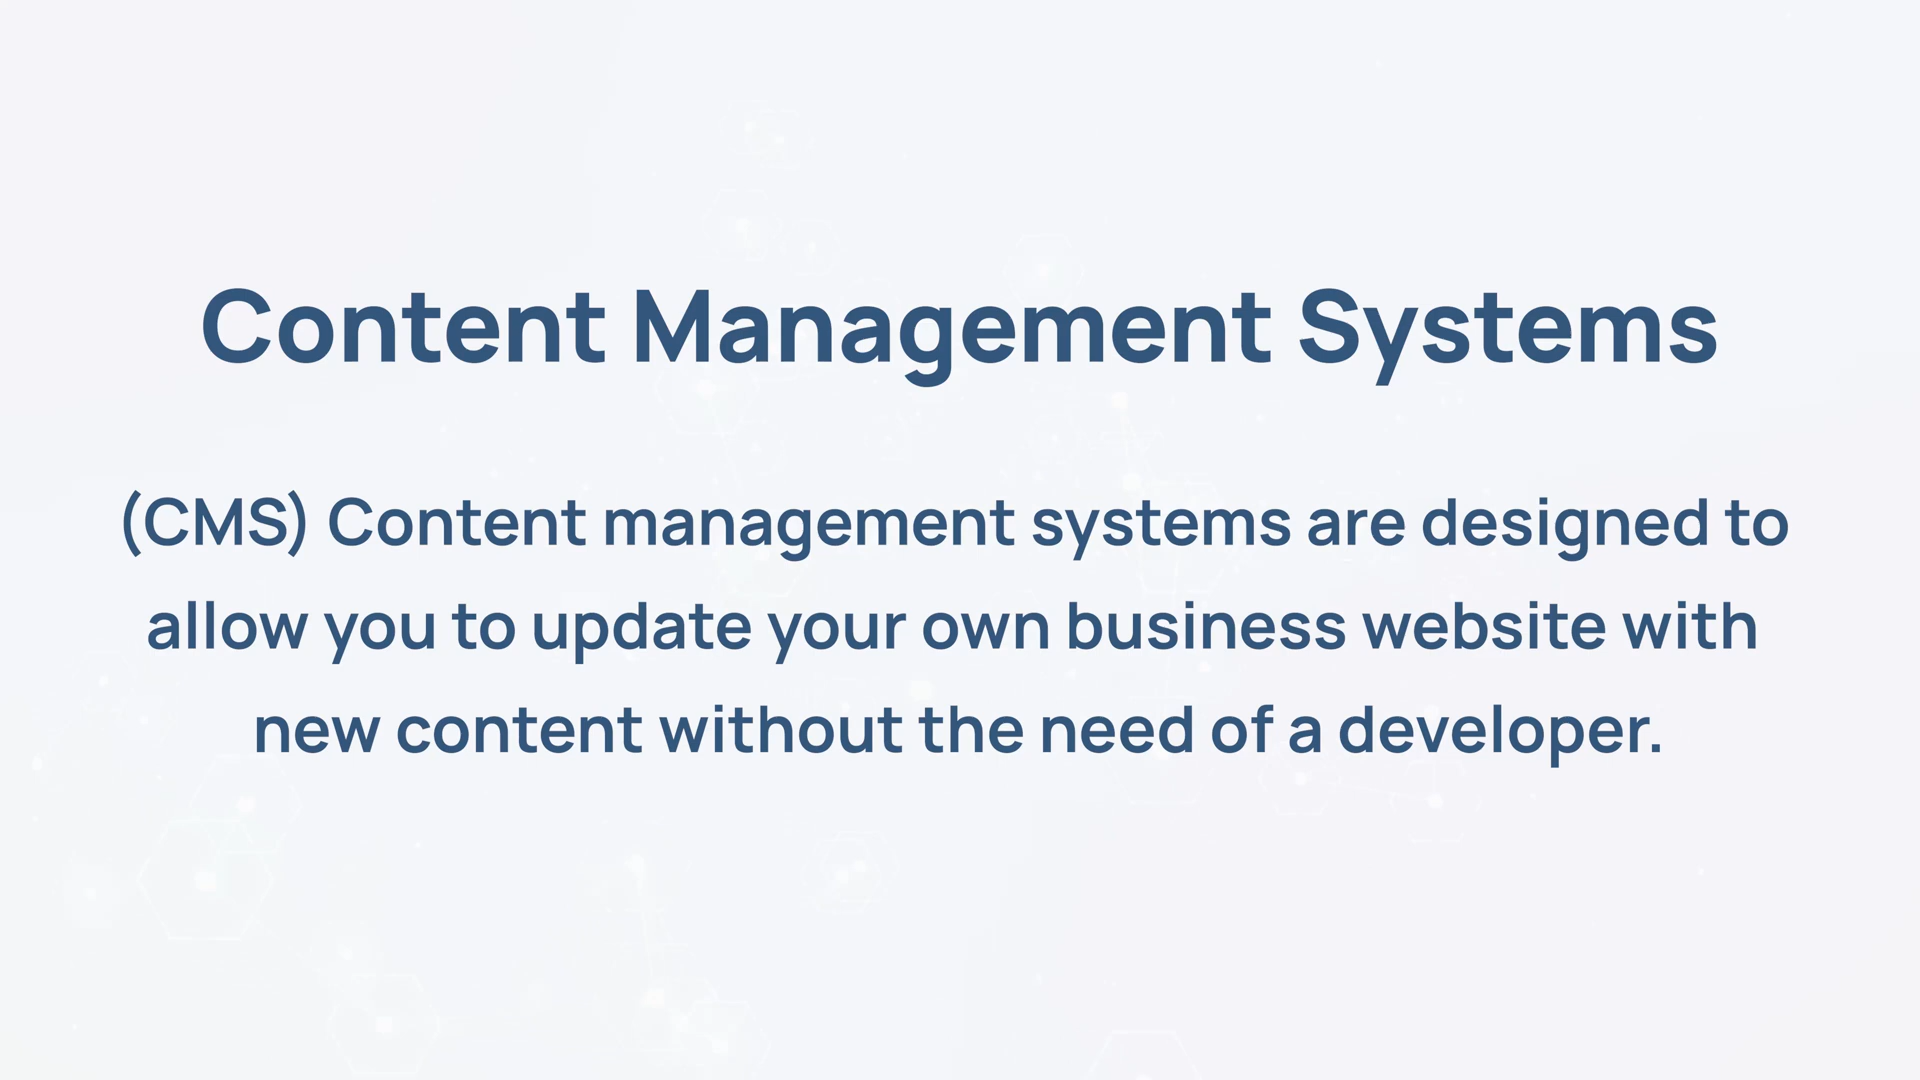 Content Management Systems
(CMS) Content management systems are designed to
allow you to update your own business website with
new content without the need of a developer.